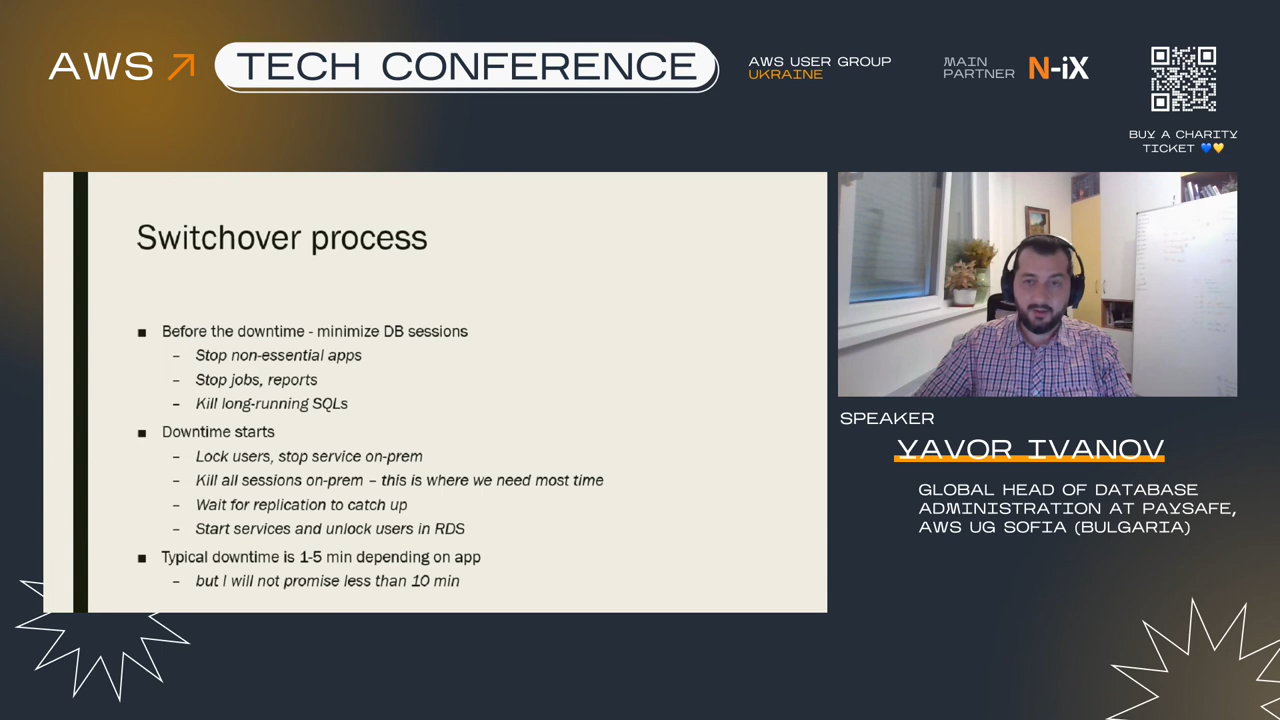 AWS
TECH CONFERENCE
AWS USER GROUP
UKRAINE
MAIN
PARTNER
N-iX
BUY A CHARITY
TICKET 💙💛
Switchover process
■ Before the downtime - minimize DB sessions
– Stop non-essential apps
– Stop jobs, reports
– Kill long-running SQLs
■ Downtime starts
– Lock users, stop service on-prem
– Kill all sessions on-prem – this is where we need most time
– Wait for replication to catch up
– Start services and unlock users in RDS
■ Typical downtime is 1-5 min depending on app
– but I will not promise less than 10 min
SPEAKER
YAVOR IVANOV
GLOBAL HEAD OF DATABASE
ADMINISTRATION AT PAYSAFE,
AWS UG SOFIA (BULGARIA)